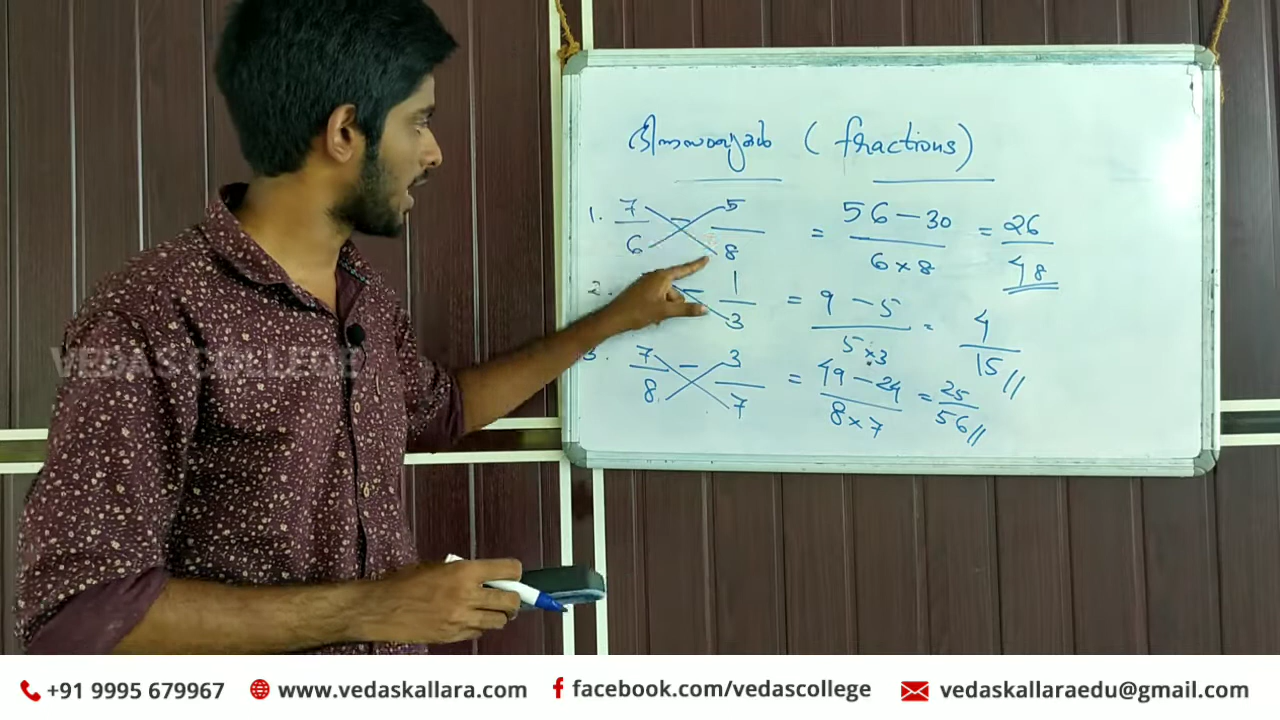 ഭിന്നസംഖ്യകൾ ( fractions )
1. 7/6 - 5/8 = 56 - 30 / 6 × 8 = 26/48
2. - 1/3 = 9 - 5 / 5 × 3 = 4/15 //
3. 7/8 - 3/7 = 49 - 24 / 8 × 7 = 25/56 //
VEDAS COLLEGE
+91 9995 679967 www.vedaskallara.com facebook.com/vedascollege vedaskallaraedu@gmail.com